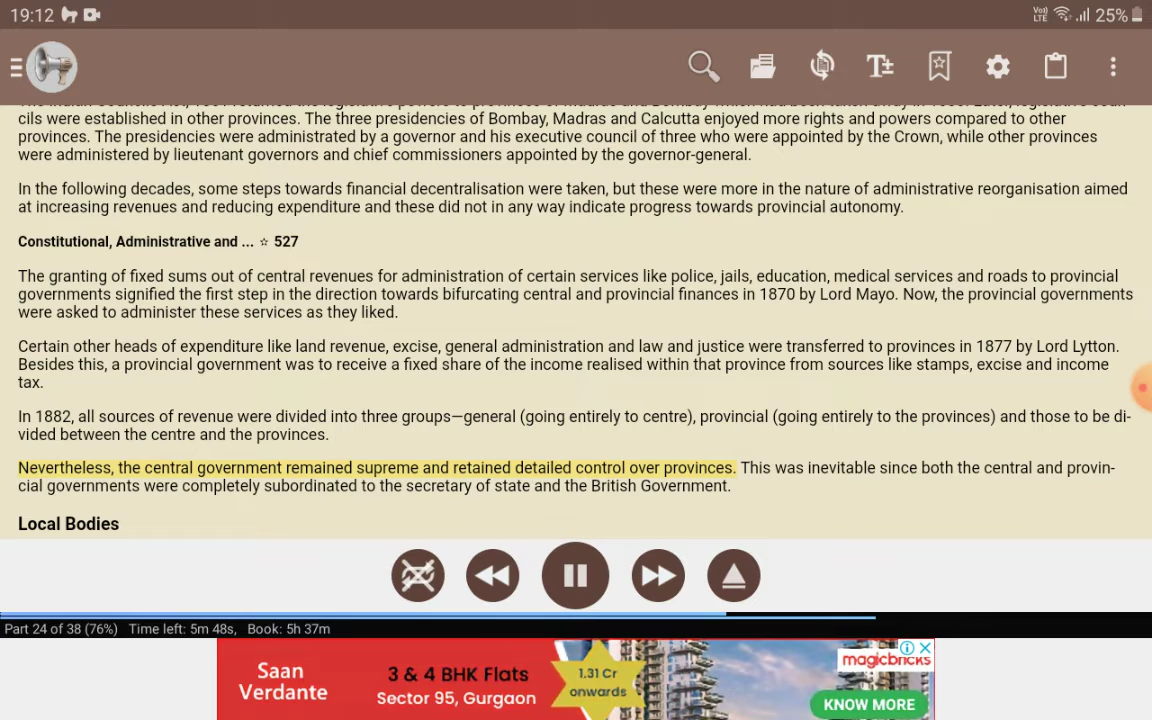 19:12
Vo)) LTE 25%
cils were established in other provinces. The three presidencies of Bombay, Madras and Calcutta enjoyed more rights and powers compared to other
provinces. The presidencies were administered by a governor and his executive council of three who were appointed by the Crown, while other provinces
were administered by lieutenant governors and chief commissioners appointed by the governor-general.
In the following decades, some steps towards financial decentralisation were taken, but these were more in the nature of administrative reorganisation aimed
at increasing revenues and reducing expenditure and these did not in any way indicate progress towards provincial autonomy.
Constitutional, Administrative and ... ☆ 527
The granting of fixed sums out of central revenues for administration of certain services like police, jails, education, medical services and roads to provincial
governments signified the first step in the direction towards bifurcating central and provincial finances in 1870 by Lord Mayo. Now, the provincial governments
were asked to administer these services as they liked.
Certain other heads of expenditure like land revenue, excise, general administration and law and justice were transferred to provinces in 1877 by Lord Lytton.
Besides this, a provincial government was to receive a fixed share of the income realised within that province from sources like stamps, excise and income
tax.
In 1882, all sources of revenue were divided into three groups—general (going entirely to centre), provincial (going entirely to the provinces) and those to be di-
vided between the centre and the provinces.
Nevertheless, the central government remained supreme and retained detailed control over provinces. This was inevitable since both the central and provin-
cial governments were completely subordinated to the secretary of state and the British Government.
Local Bodies
Part 24 of 38 (76%) Time left: 5m 48s, Book: 5h 37m
Saan
Verdante
3 & 4 BHK Flats
Sector 95, Gurgaon
1.31 Cr
onwards
magicbricks
KNOW MORE